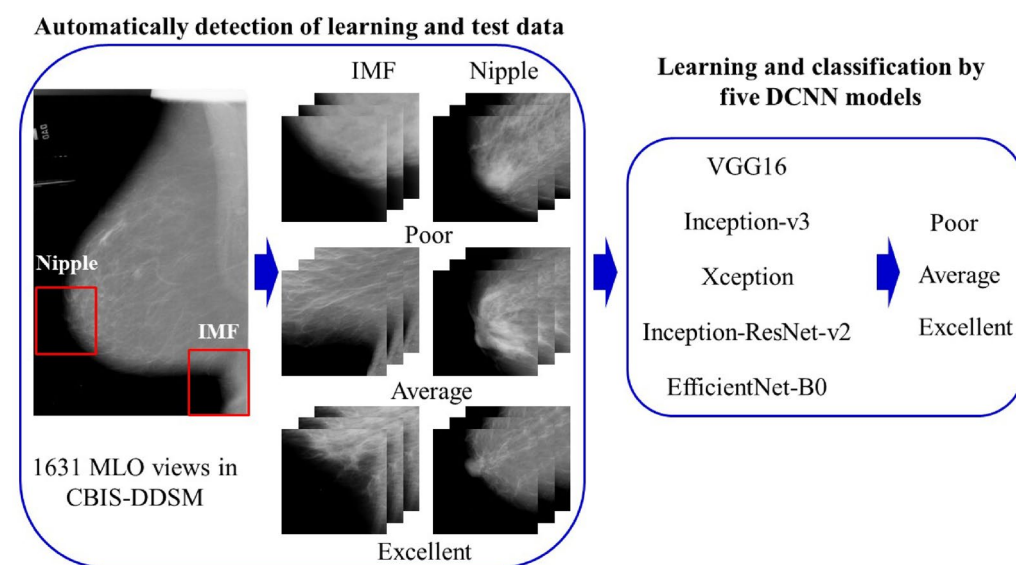 Automatically detection of learning and test data
IMF
Nipple
Nipple
IMF
Poor
Average
Excellent
1631 MLO views in
CBIS-DDSM
Learning and classification by
five DCNN models
VGG16
Inception-v3
Xception
Inception-ResNet-v2
EfficientNet-B0
Poor
Average
Excellent